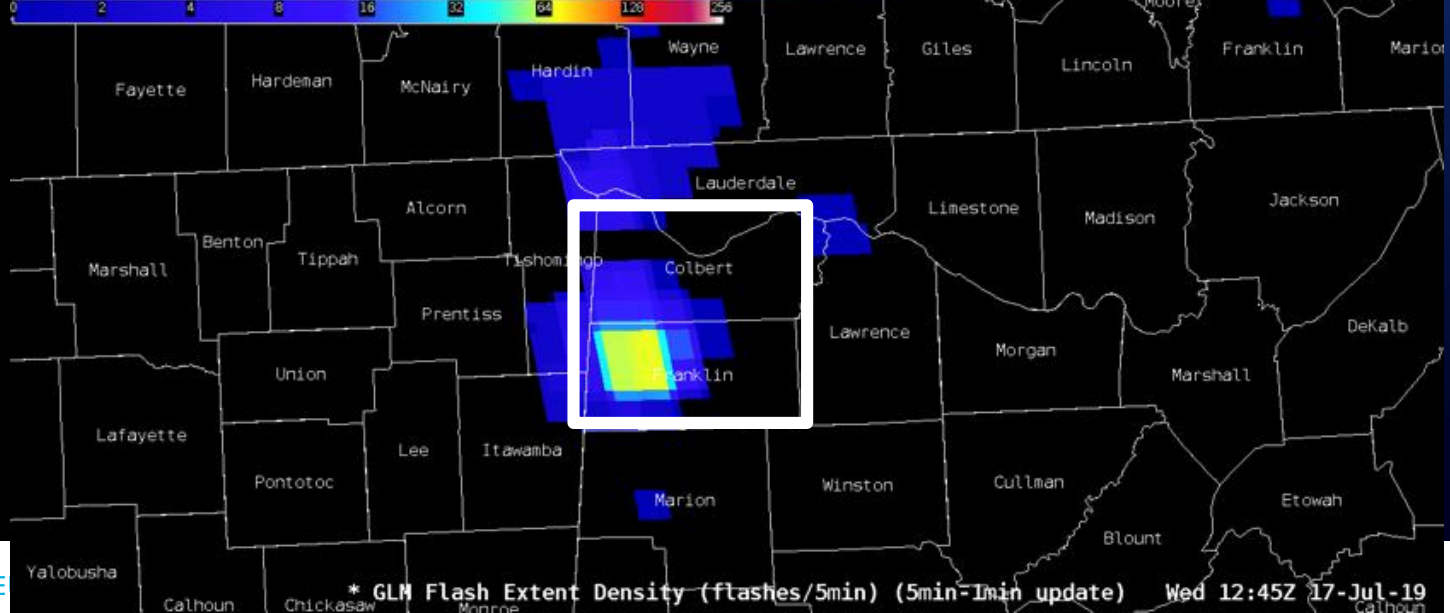 0 2 4 8 16 32 64 128 256
Moore
Wayne Lawrence Giles Franklin Mario
Hardin Lincoln
Fayette Hardeman McNairy
Lauderdale
Alcorn Limestone Madison Jackson
Benton Tippah Tishomingo Colbert
Marshall
Prentiss Lawrence DeKalb
Morgan
Union Franklin Marshall
Lafayette Lee Itawamba
Pontotoc Winston Cullman
Marion Etowah
Blount
Yalobusha
E * GLM Flash Extent Density (flashes/5min) (5min-1min update) Wed 12:45Z 17-Jul-19
Calhoun Chickasaw Monroe Calhoun